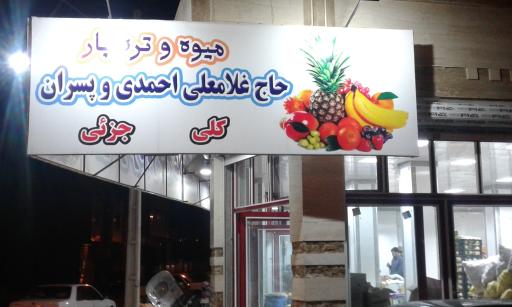 میوه و تره بار
حاج غلامعلی احمدی و پسران
کلی جزئی